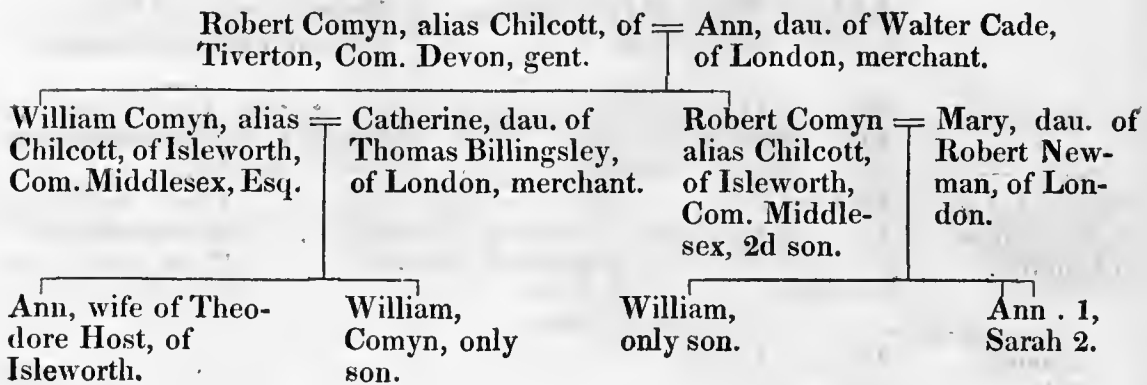 Robert Comyn, alias Chilcott, of
Tiverton, Com. Devon, gent.
Ann, dau. of Walter Cade,
of London, merchant.
William Comyn, alias
Chilcott, of Isleworth,
Com. Middlesex, Esq.
Catherine, dau. of
Thomas Billingsley,
of London, merchant.
Robert Comyn
alias Chilcott,
of Isleworth,
Com. Middle-
sex, 2d son.
Mary, dau. of
Robert New-
man, of Lon-
don.
Ann, wife of Theo-
dore Host, of
Isleworth.
William,
Comyn, only
son.
William,
only son.
Ann . 1,
Sarah 2.